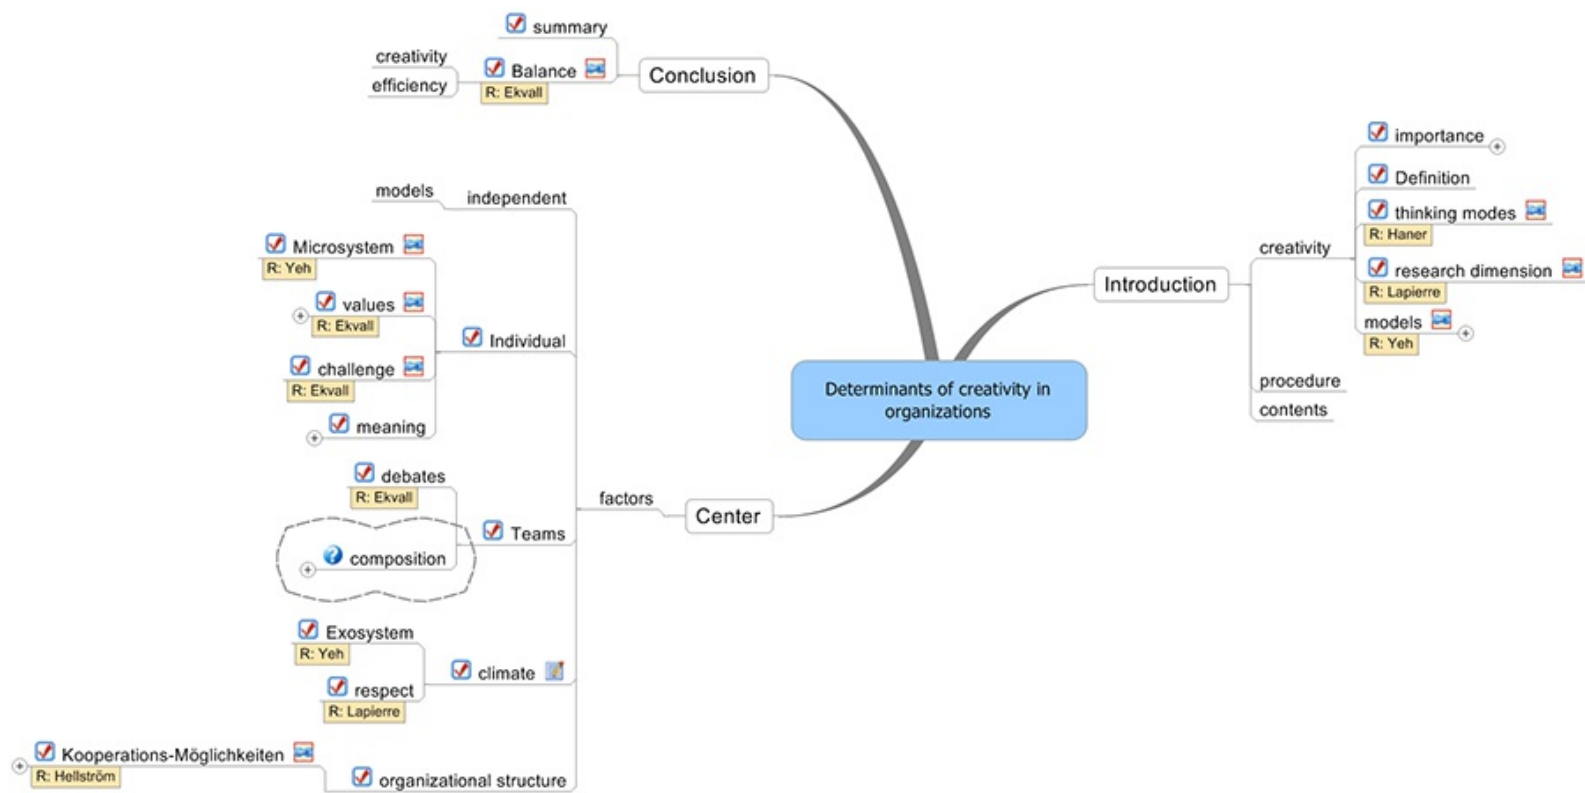 summary
creativity
efficiency
Balance
R: Ekvall
Conclusion
models
independent
Microsystem
R: Yeh
values
R: Ekvall
challenge
R: Ekvall
meaning
Individual
debates
R: Ekvall
composition
Teams
Exosystem
R: Yeh
respect
R: Lapierre
climate
Kooperations-Möglichkeiten
R: Hellström
organizational structure
factors
Center
Determinants of creativity in
organizations
Introduction
creativity
importance
Definition
thinking modes
R: Haner
research dimension
R: Lapierre
models
R: Yeh
procedure
contents